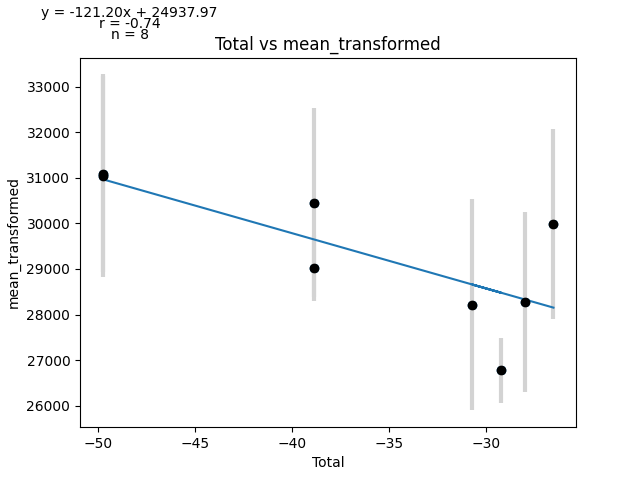 y = -121.20x + 24937.97
r = -0.74
n = 8
Total vs mean_transformed
33000
32000
31000
30000
29000
28000
27000
26000
mean_transformed
−50
−45
−40
−35
−30
Total